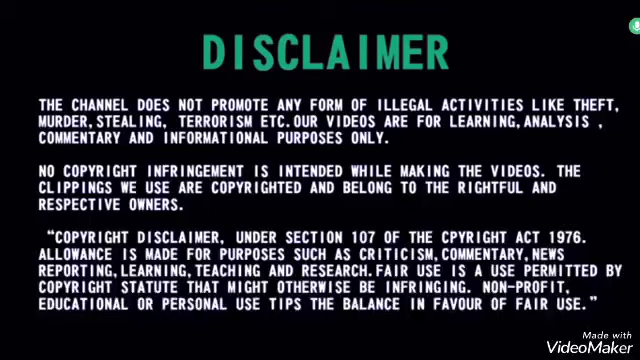 DISCLAIMER
THE CHANNEL DOES NOT PROMOTE ANY FORM OF ILLEGAL ACTIVITIES LIKE THEFT,
MURDER,STEALING, TERRORISM ETC.OUR VIDEOS ARE FOR LEARNING,ANALYSIS ,
COMMENTARY AND INFORMATIONAL PURPOSES ONLY.
NO COPYRIGHT INFRINGEMENT IS INTENDED WHILE MAKING THE VIDEOS. THE
CLIPPINGS WE USE ARE COPYRIGHTED AND BELONG TO THE RIGHTFUL AND
RESPECTIVE OWNERS.
“COPYRIGHT DISCLAIMER, UNDER SECTION 107 OF THE CPYRIGHT ACT 1976.
ALLOWANCE IS MADE FOR PURPOSES SUCH AS CRITICISM,COMMENTARY,NEWS
REPORTING,LEARNING,TEACHING AND RESEARCH.FAIR USE IS A USE PERMITTED BY
COPYRIGHT STATUTE THAT MIGHT OTHERWISE BE INFRINGING. NON-PROFIT,
EDUCATIONAL OR PERSONAL USE TIPS THE BALANCE IN FAVOUR OF FAIR USE.”
Made with
VideoMaker